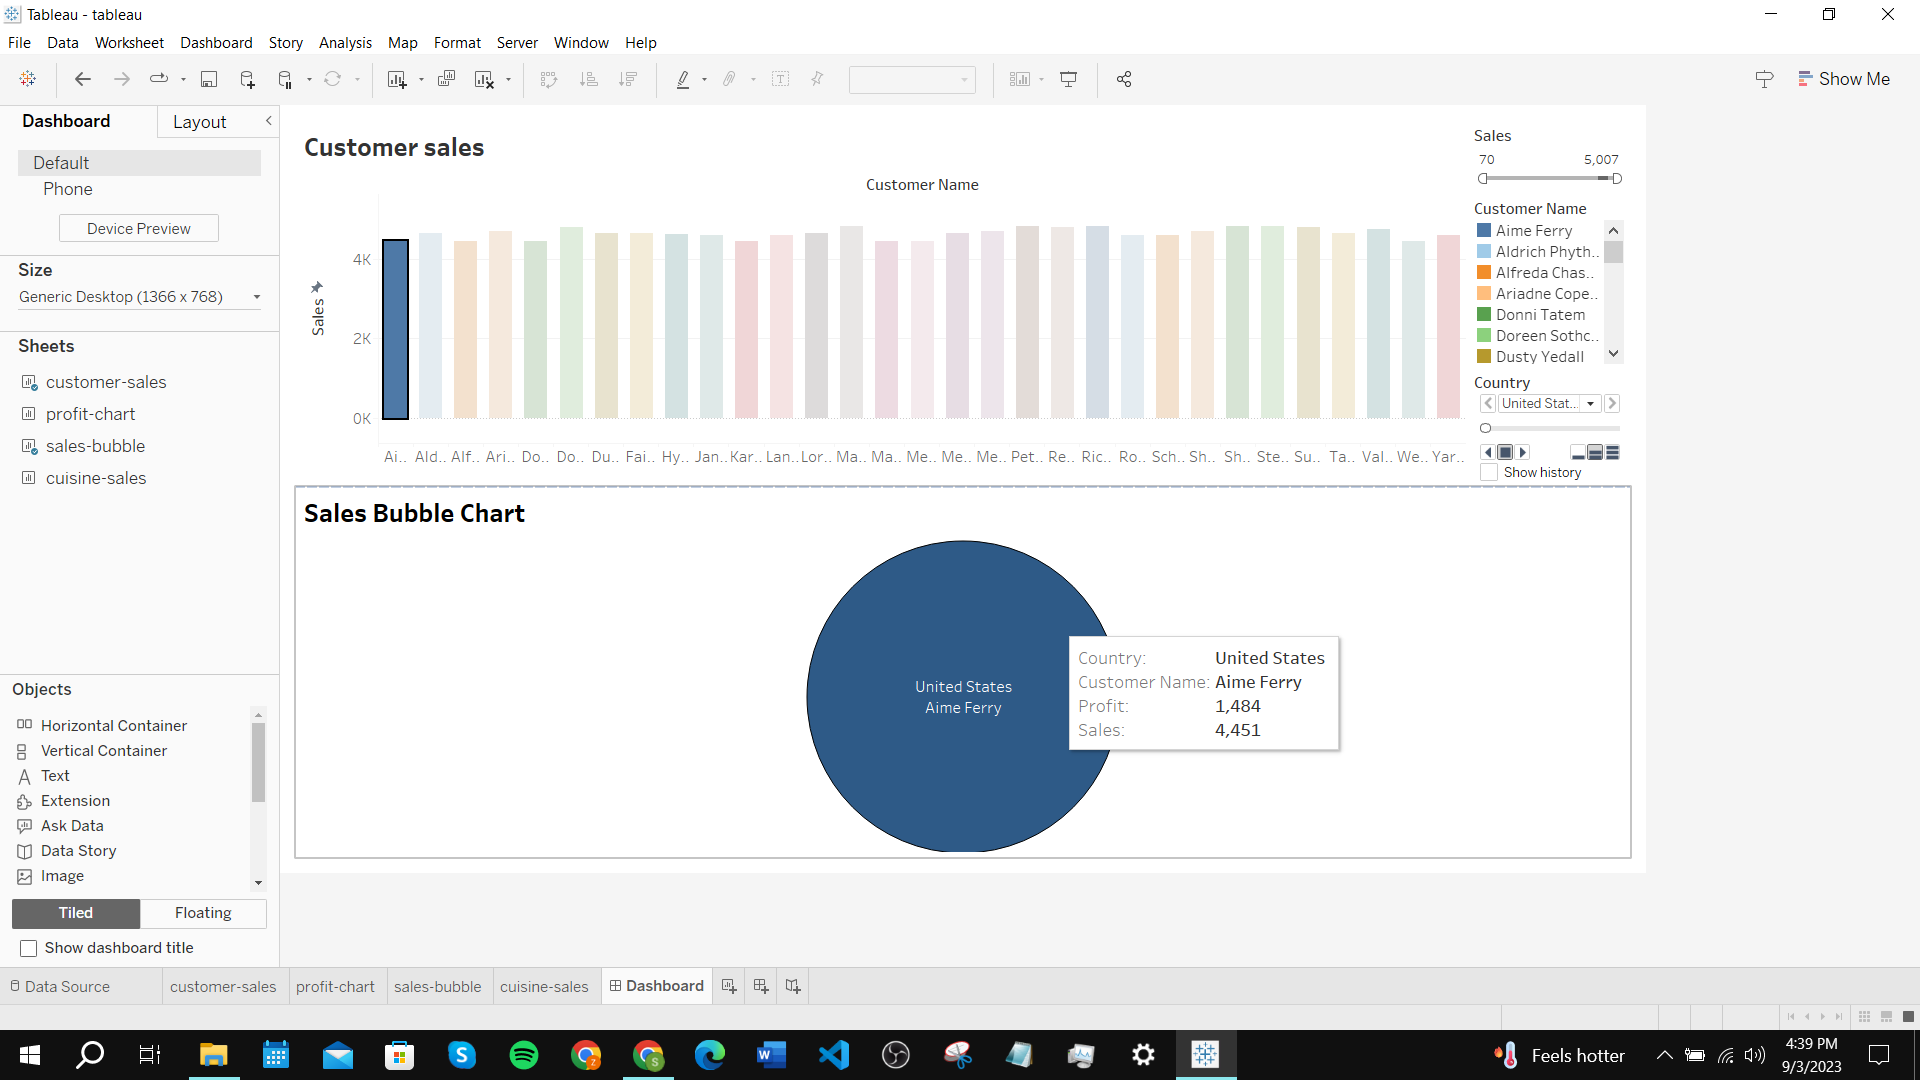 Tableau - tableau
File Data Worksheet Dashboard Story Analysis Map Format Server Window Help
Show Me
Dashboard
Layout
Default
Phone
Device Preview
Size
Generic Desktop (1366 x 768)
Sheets
customer-sales
profit-chart
sales-bubble
cuisine-sales
Objects
Horizontal Container
Vertical Container
Text
Extension
Ask Data
Data Story
Image
Tiled
Floating
Show dashboard title
Customer sales
Customer Name
Sales
4K
2K
0K
Ai.. Ald.. Alf.. Ari.. Do.. Do.. Du.. Fai.. Hy.. Jan.. Kar.. Lan.. Lor.. Ma.. Ma.. Me.. Me.. Me.. Pet.. Re.. Ric.. Ro.. Sch.. Sh.. Sh.. Ste.. Su.. Ta.. Val.. We.. Yar..
Sales
70 5,007
Customer Name
Aime Ferry
Aldrich Phyth..
Alfreda Chas..
Ariadne Cope..
Donni Tatem
Doreen Sothc..
Dusty Yedall
Country
United Stat...
Show history
Sales Bubble Chart
United States
Aime Ferry
Country: United States
Customer Name: Aime Ferry
Profit: 1,484
Sales: 4,451
Data Source
customer-sales
profit-chart
sales-bubble
cuisine-sales
Dashboard
Feels hotter
4:39 PM
9/3/2023